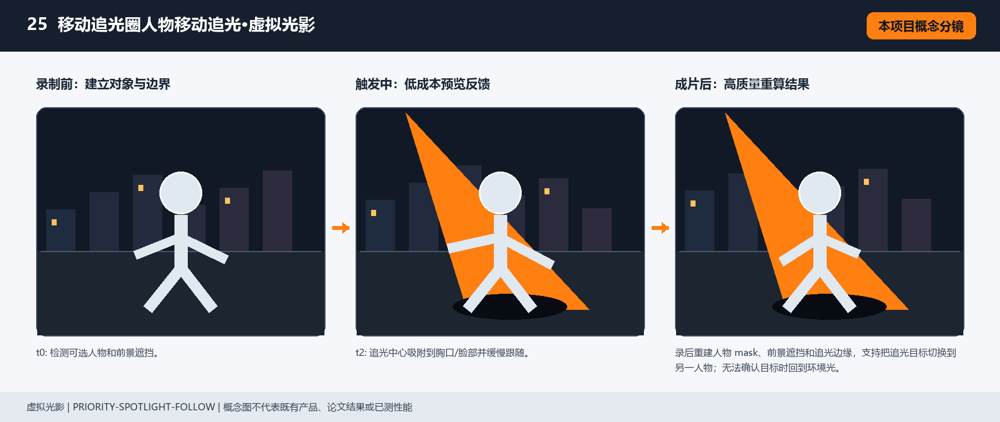 25 移动追光圈人物移动追光•虚拟光影
本项目概念分镜
录制前：建立对象与边界
触发中：低成本预览反馈
成片后：高质量重算结果
t0: 检测可选人物和前景遮挡。
t2: 追光中心吸附到胸口/脸部并缓慢跟随。
录后重建人物 mask、前景遮挡和追光边缘，支持把追光目标切换到
另一人物；无法确认目标时回到环境光。
虚拟光影 | PRIORITY-SPOTLIGHT-FOLLOW | 概念图不代表既有产品、论文结果或已测性能